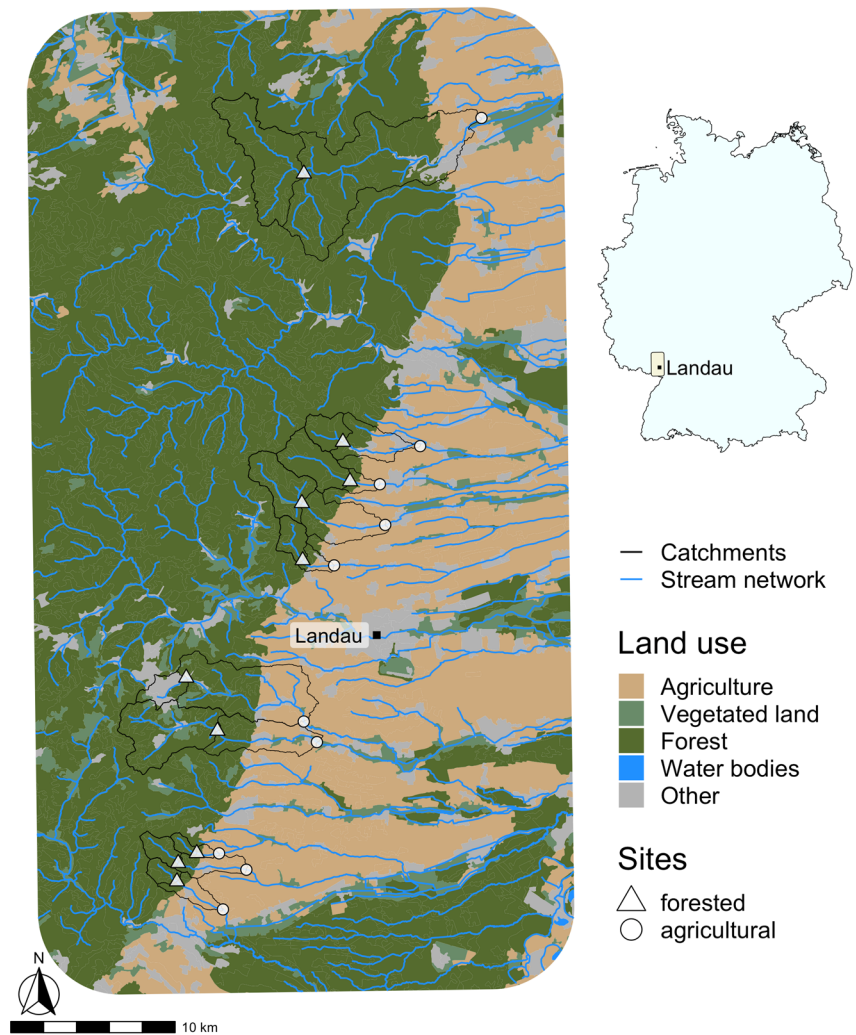 Landau
Catchments
Stream network
Landau
Land use
Agriculture
Vegetated land
Forest
Water bodies
Other
Sites
forested
agricultural
N
10 km